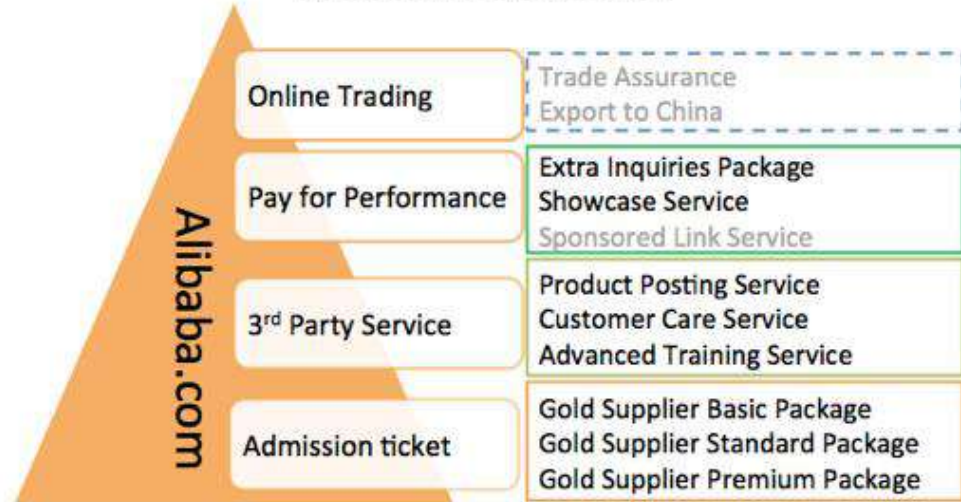 Alibaba.com
Online Trading
Trade Assurance
Export to China
Pay for Performance
Extra Inquiries Package
Showcase Service
Sponsored Link Service
3rd Party Service
Product Posting Service
Customer Care Service
Advanced Training Service
Admission ticket
Gold Supplier Basic Package
Gold Supplier Standard Package
Gold Supplier Premium Package